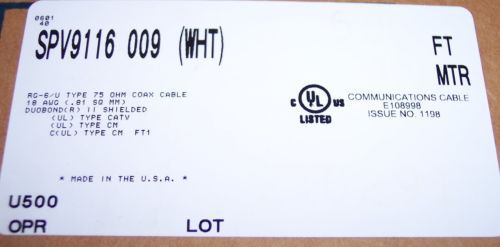 0601
40
SPV9116 009 (WHT)
FT
MTR
RG-6/U TYPE 75 OHM COAX CABLE
18 AWG (.81 SQ MM)
DUOBOND(R) II SHIELDED
(UL) TYPE CATV
(UL) TYPE CM
C(UL) TYPE CM FT1
C UL US
LISTED
COMMUNICATIONS CABLE
E108998
ISSUE NO. 1198
* MADE IN THE U.S.A. *
U500
OPR LOT